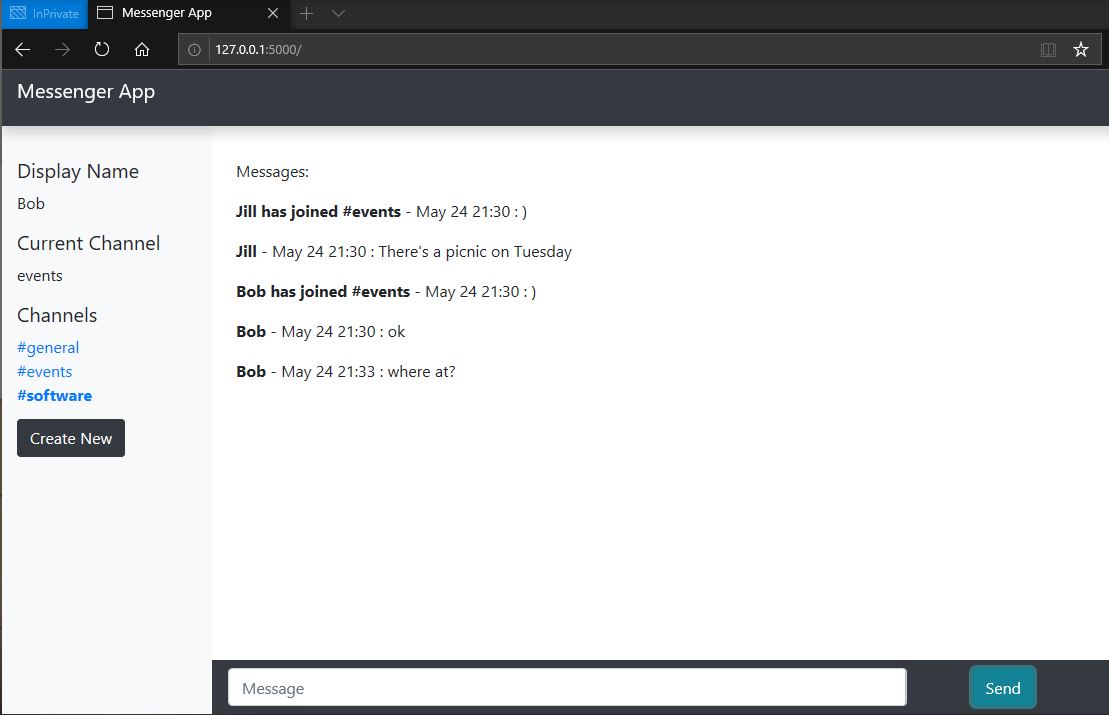 InPrivate
Messenger App
127.0.0.1:5000/
Messenger App
Display Name
Bob
Current Channel
events
Channels
#general
#events
#software
Create New
Messages:
Jill has joined #events - May 24 21:30 : )
Jill - May 24 21:30 : There's a picnic on Tuesday
Bob has joined #events - May 24 21:30 : )
Bob - May 24 21:30 : ok
Bob - May 24 21:33 : where at?
Message
Send